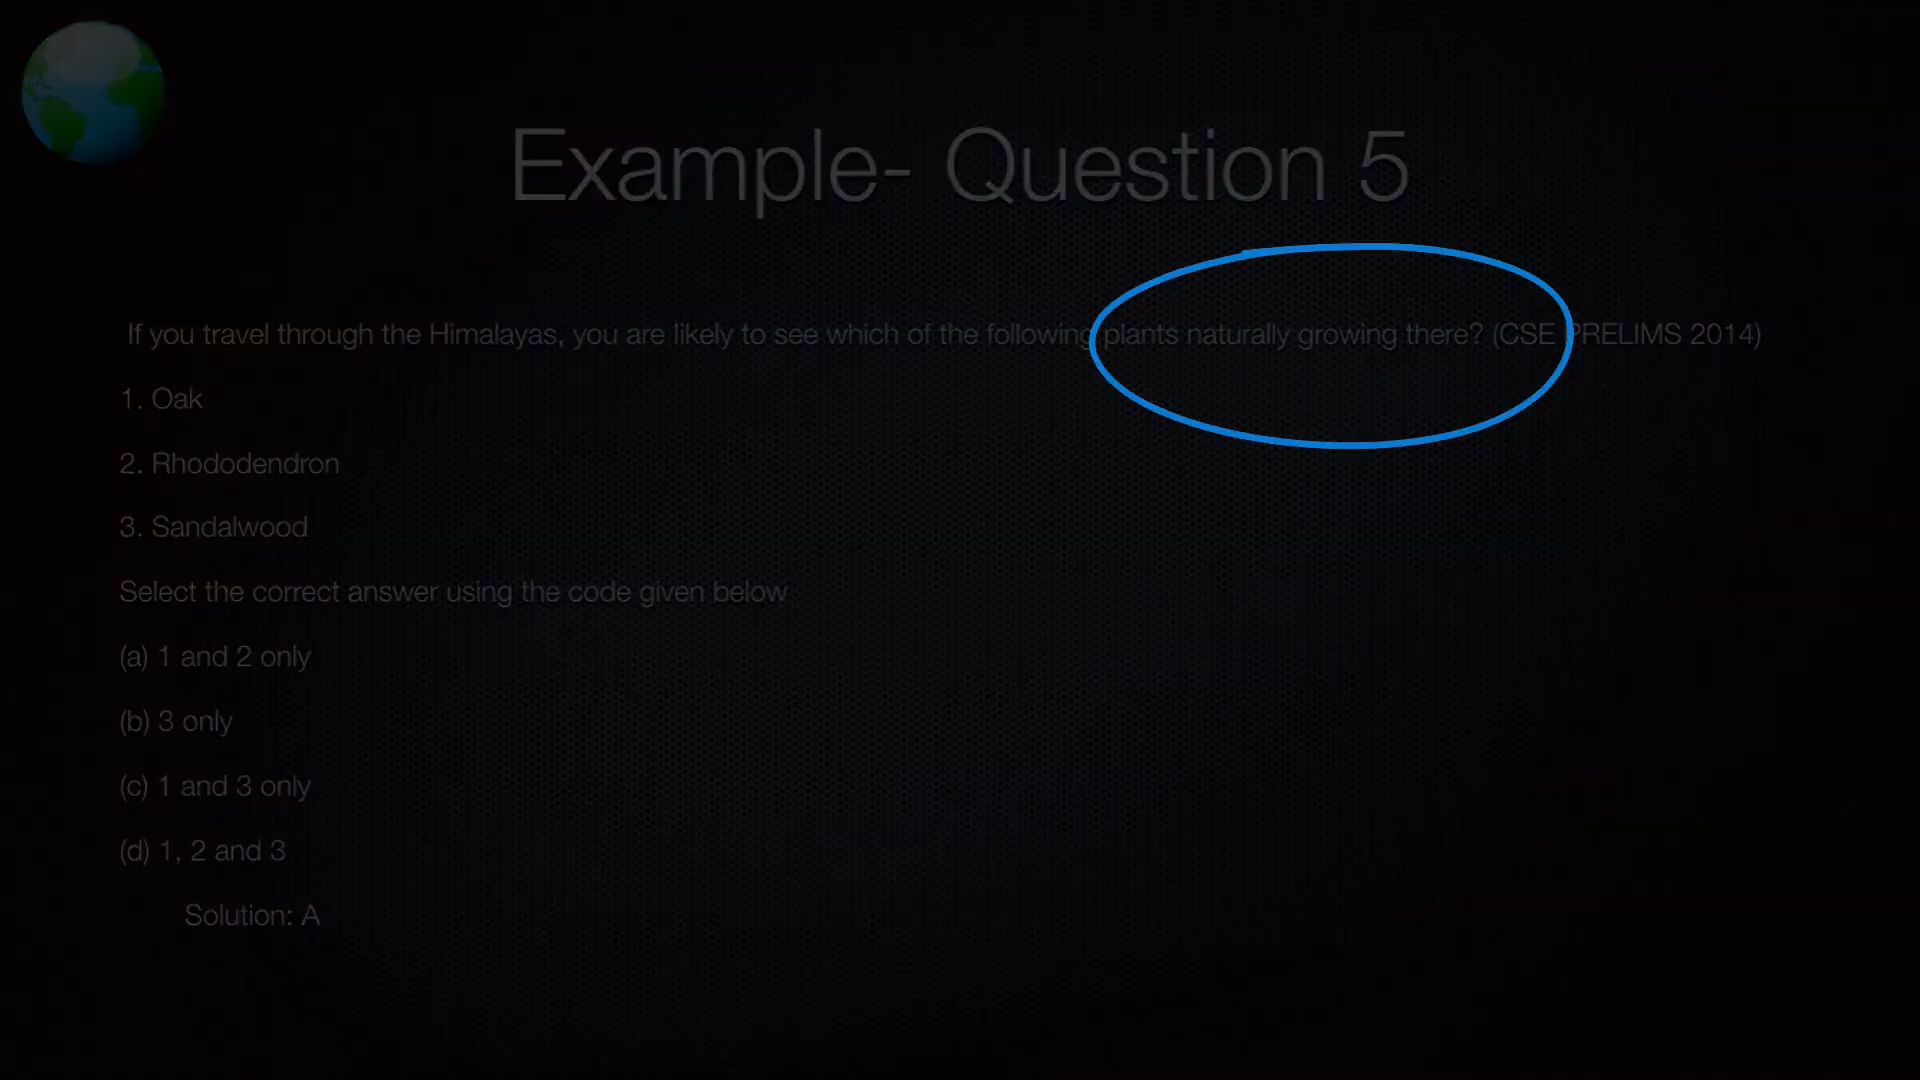 Example- Question 5
If you travel through the Himalayas, you are likely to see which of the following plants naturally growing there? (CSE PRELIMS 2014)
1. Oak
2. Rhododendron
3. Sandalwood
Select the correct answer using the code given below
(a) 1 and 2 only
(b) 3 only
(c) 1 and 3 only
(d) 1, 2 and 3
Solution: A